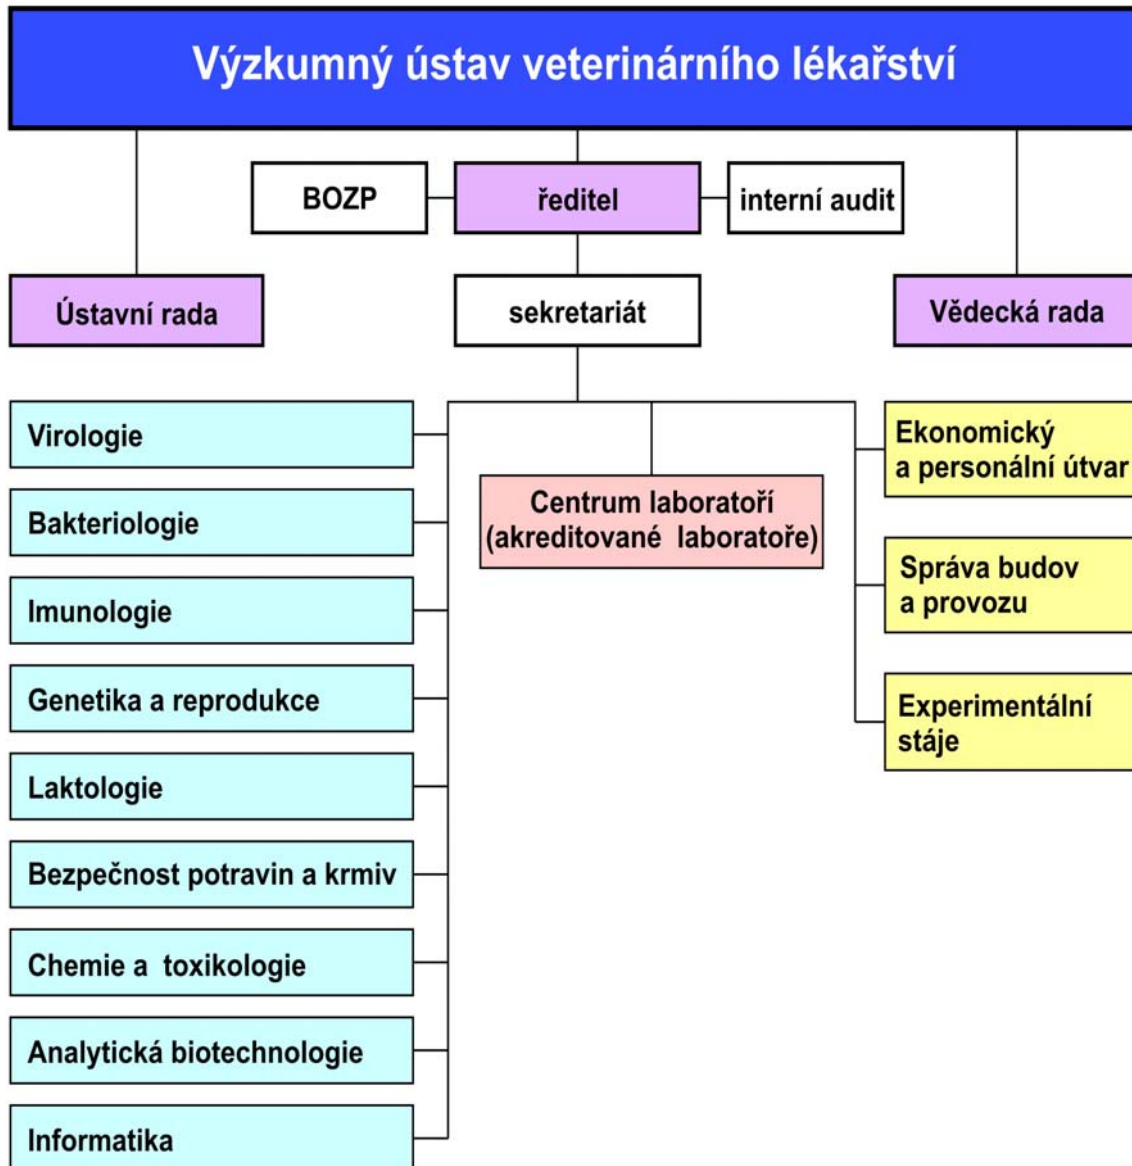 Výzkumný ústav veterinárního lékařství
BOZP
ředitel
interní audit
Ústavní rada
sekretariát
Vědecká rada
Virologie
Bakteriologie
Imunologie
Genetika a reprodukce
Laktologie
Bezpečnost potravin a krmiv
Chemie a toxikologie
Analytická biotechnologie
Informatika
Centrum laboratoří
(akreditované laboratoře)
Ekonomický
a personální útvar
Správa budov
a provozu
Experimentální
stáje